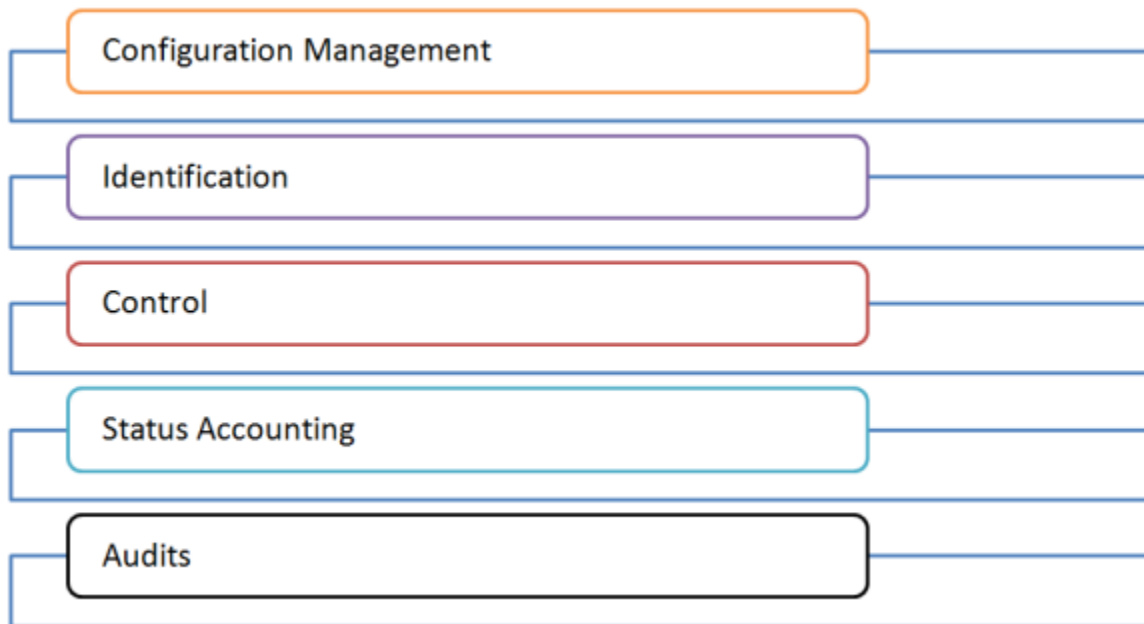 Configuration Management
Identification
Control
Status Accounting
Audits